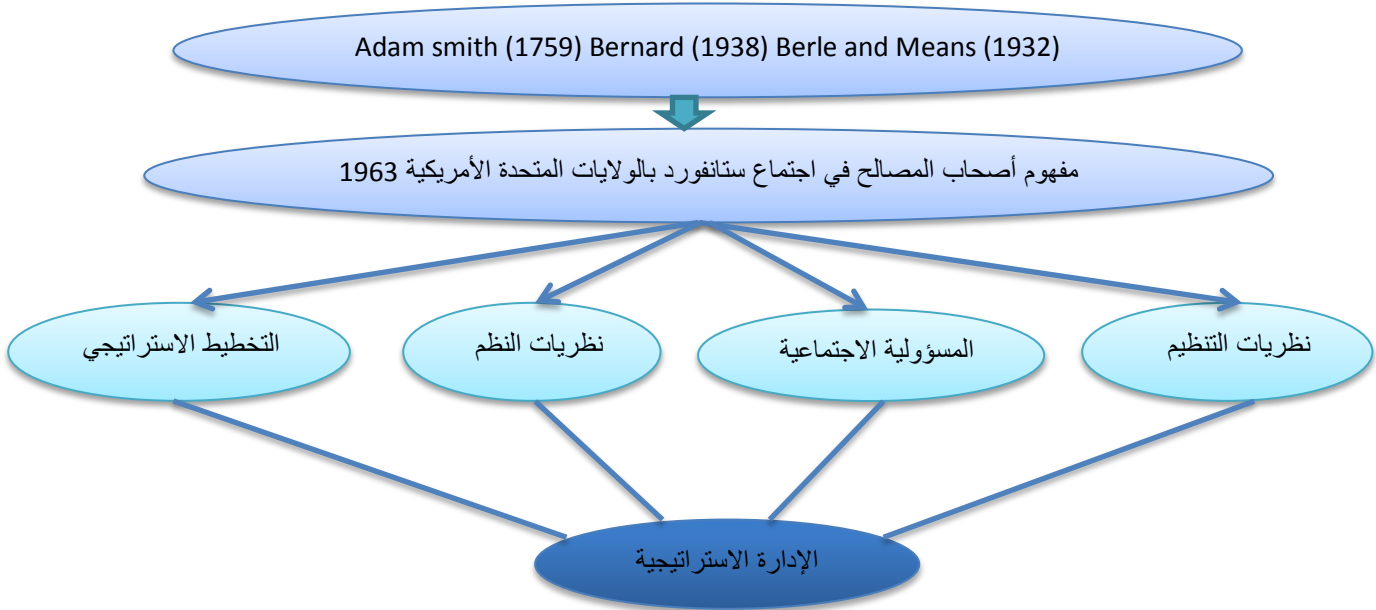 Adam smith (1759) Bernard (1938) Berle and Means (1932)
مفهوم أصحاب المصالح في اجتماع ستانفورد بالولايات المتحدة الأمريكية 1963
نظريات التنظيم
المسؤولية الاجتماعية
نظريات النظم
التخطيط الاستراتيجي
الإدارة الاستراتيجية